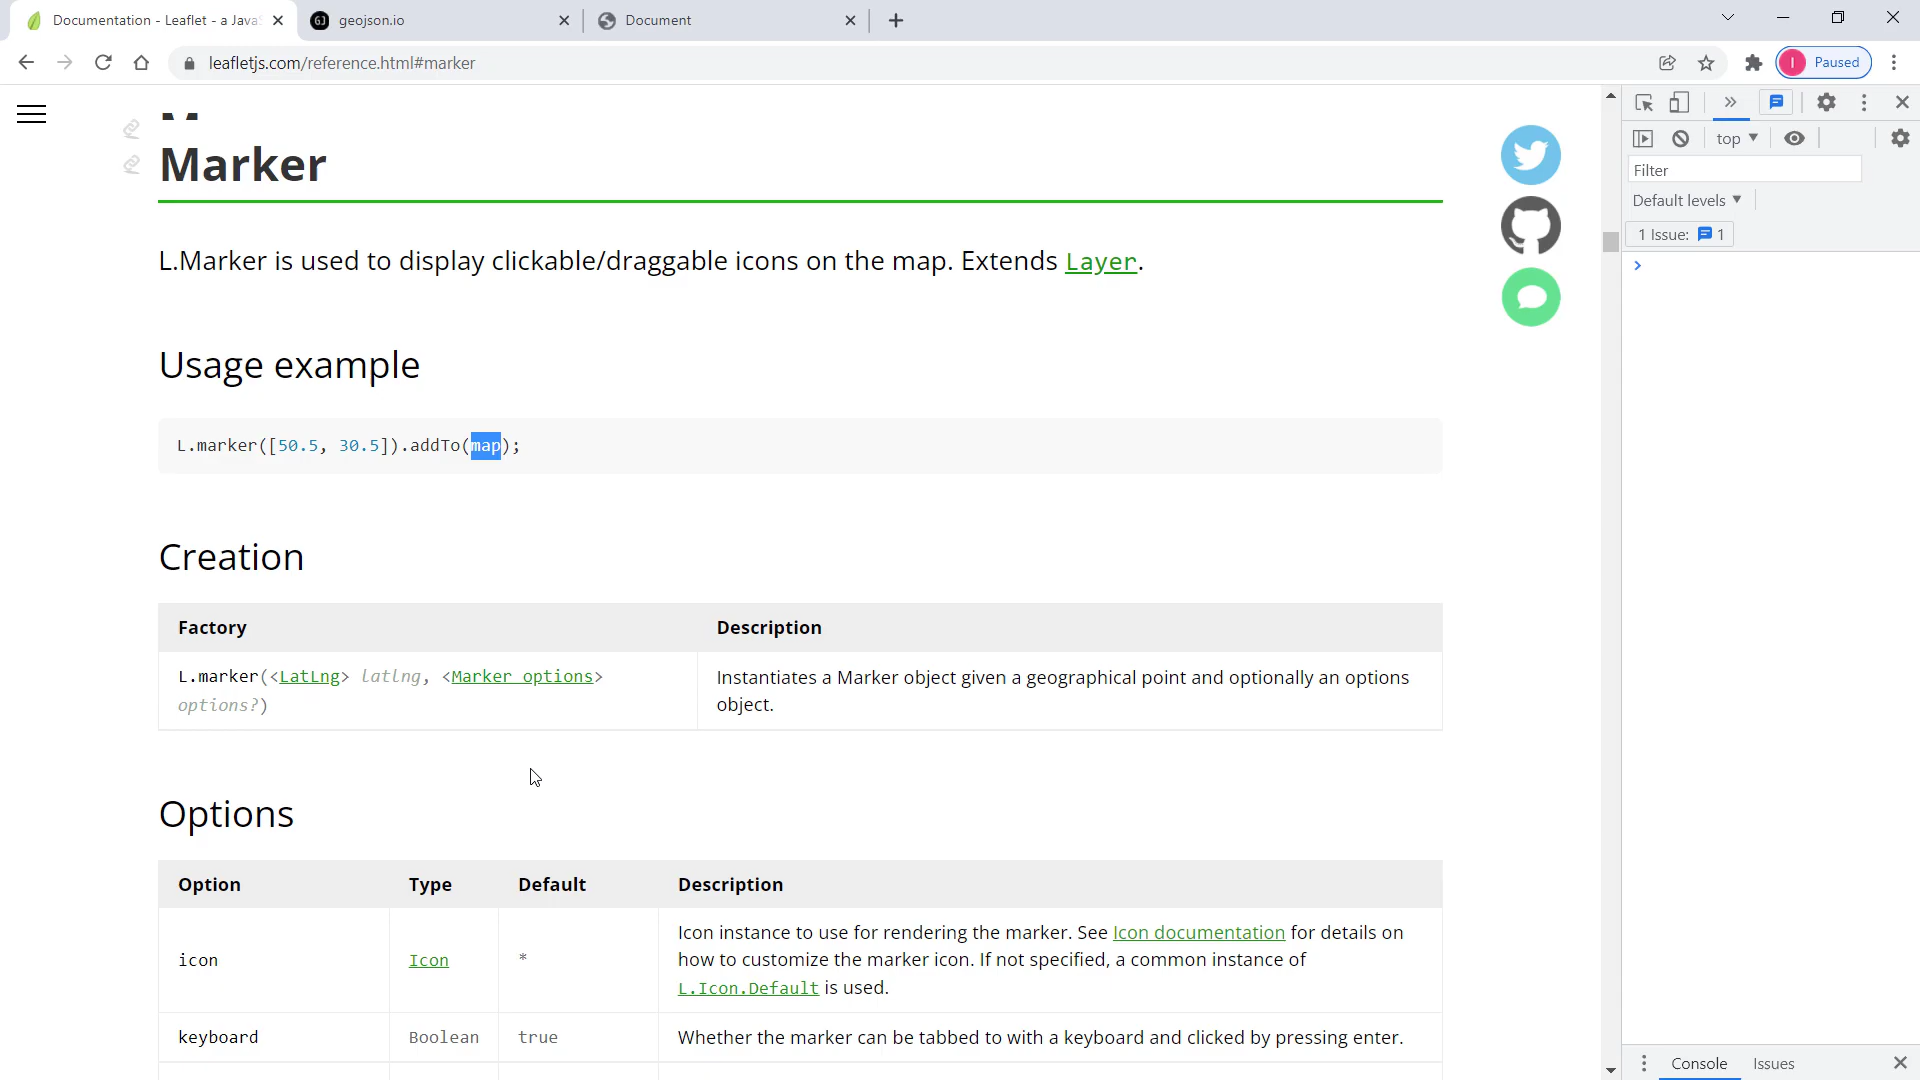 Documentation - Leaflet - a JavaS
geojson.io
Document
leafletjs.com/reference.html#marker
Paused
Marker
L.Marker is used to display clickable/draggable icons on the map. Extends Layer.
Usage example
L.marker([50.5, 30.5]).addTo(map);
Creation
Factory Description
L.marker(<LatLng> latlng, <Marker options> options?)
Instantiates a Marker object given a geographical point and optionally an options
object.
Options
Option Type Default Description
icon Icon *
Icon instance to use for rendering the marker. See Icon documentation for details on
how to customize the marker icon. If not specified, a common instance of
L.Icon.Default is used.
keyboard Boolean true Whether the marker can be tabbed to with a keyboard and clicked by pressing enter.
top
Filter
Default levels
1 Issue: 1
Console Issues